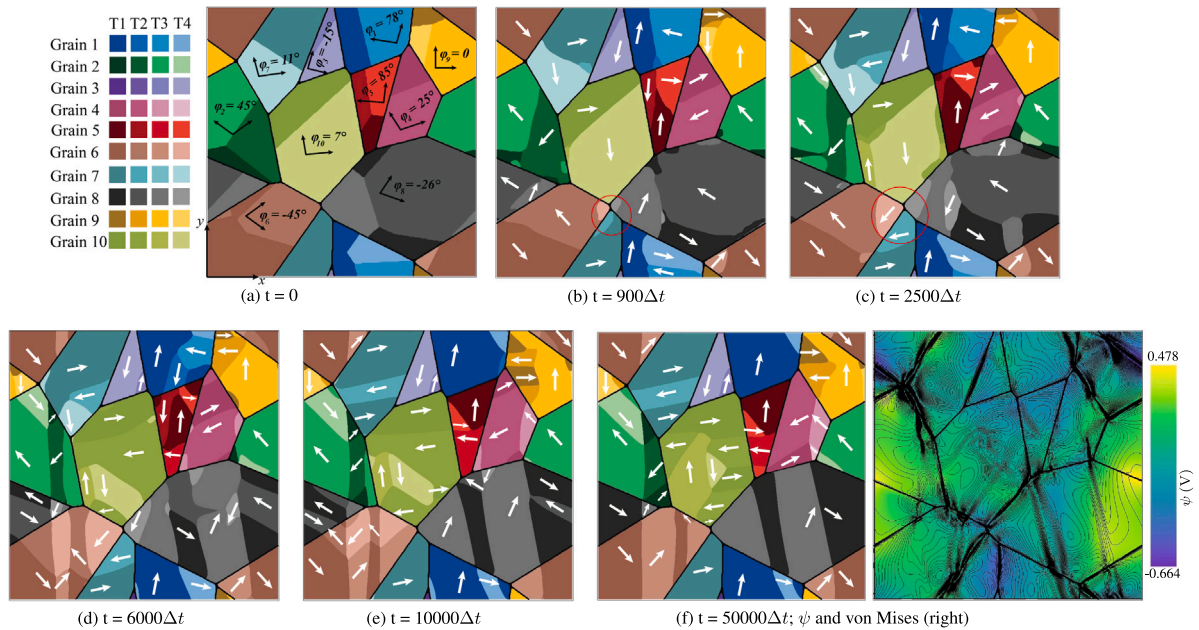 T1 T2 T3 T4
Grain 1
Grain 2
Grain 3
Grain 4
Grain 5
Grain 6
Grain 7
Grain 8
Grain 9
Grain 10
φ7= 11°
φ3= -15°
φ1= 78°
φ9= 0
φ2= 45°
φ5= 85°
φ4= 25°
φ10= 7°
φ8= -26°
φ6= -45°
y
x
(a) t = 0
(b) t = 900Δt
(c) t = 2500Δt
0.478
ψ (V)
-0.664
(d) t = 6000Δt
(e) t = 10000Δt
(f) t = 50000Δt; ψ and von Mises (right)